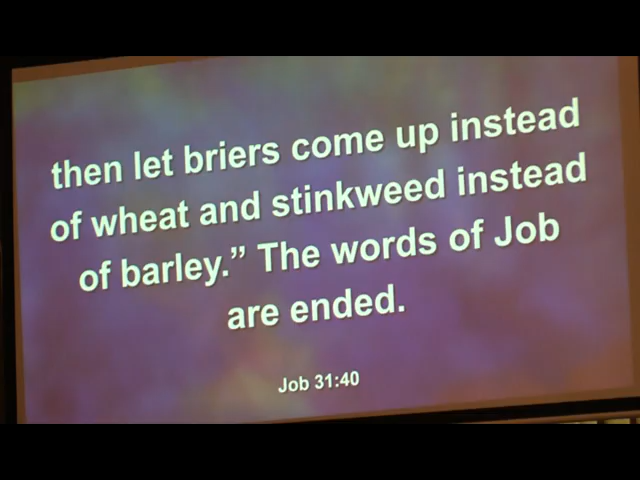 then let briers come up instead
of wheat and stinkweed instead
of barley.” The words of Job
are ended.
Job 31:40